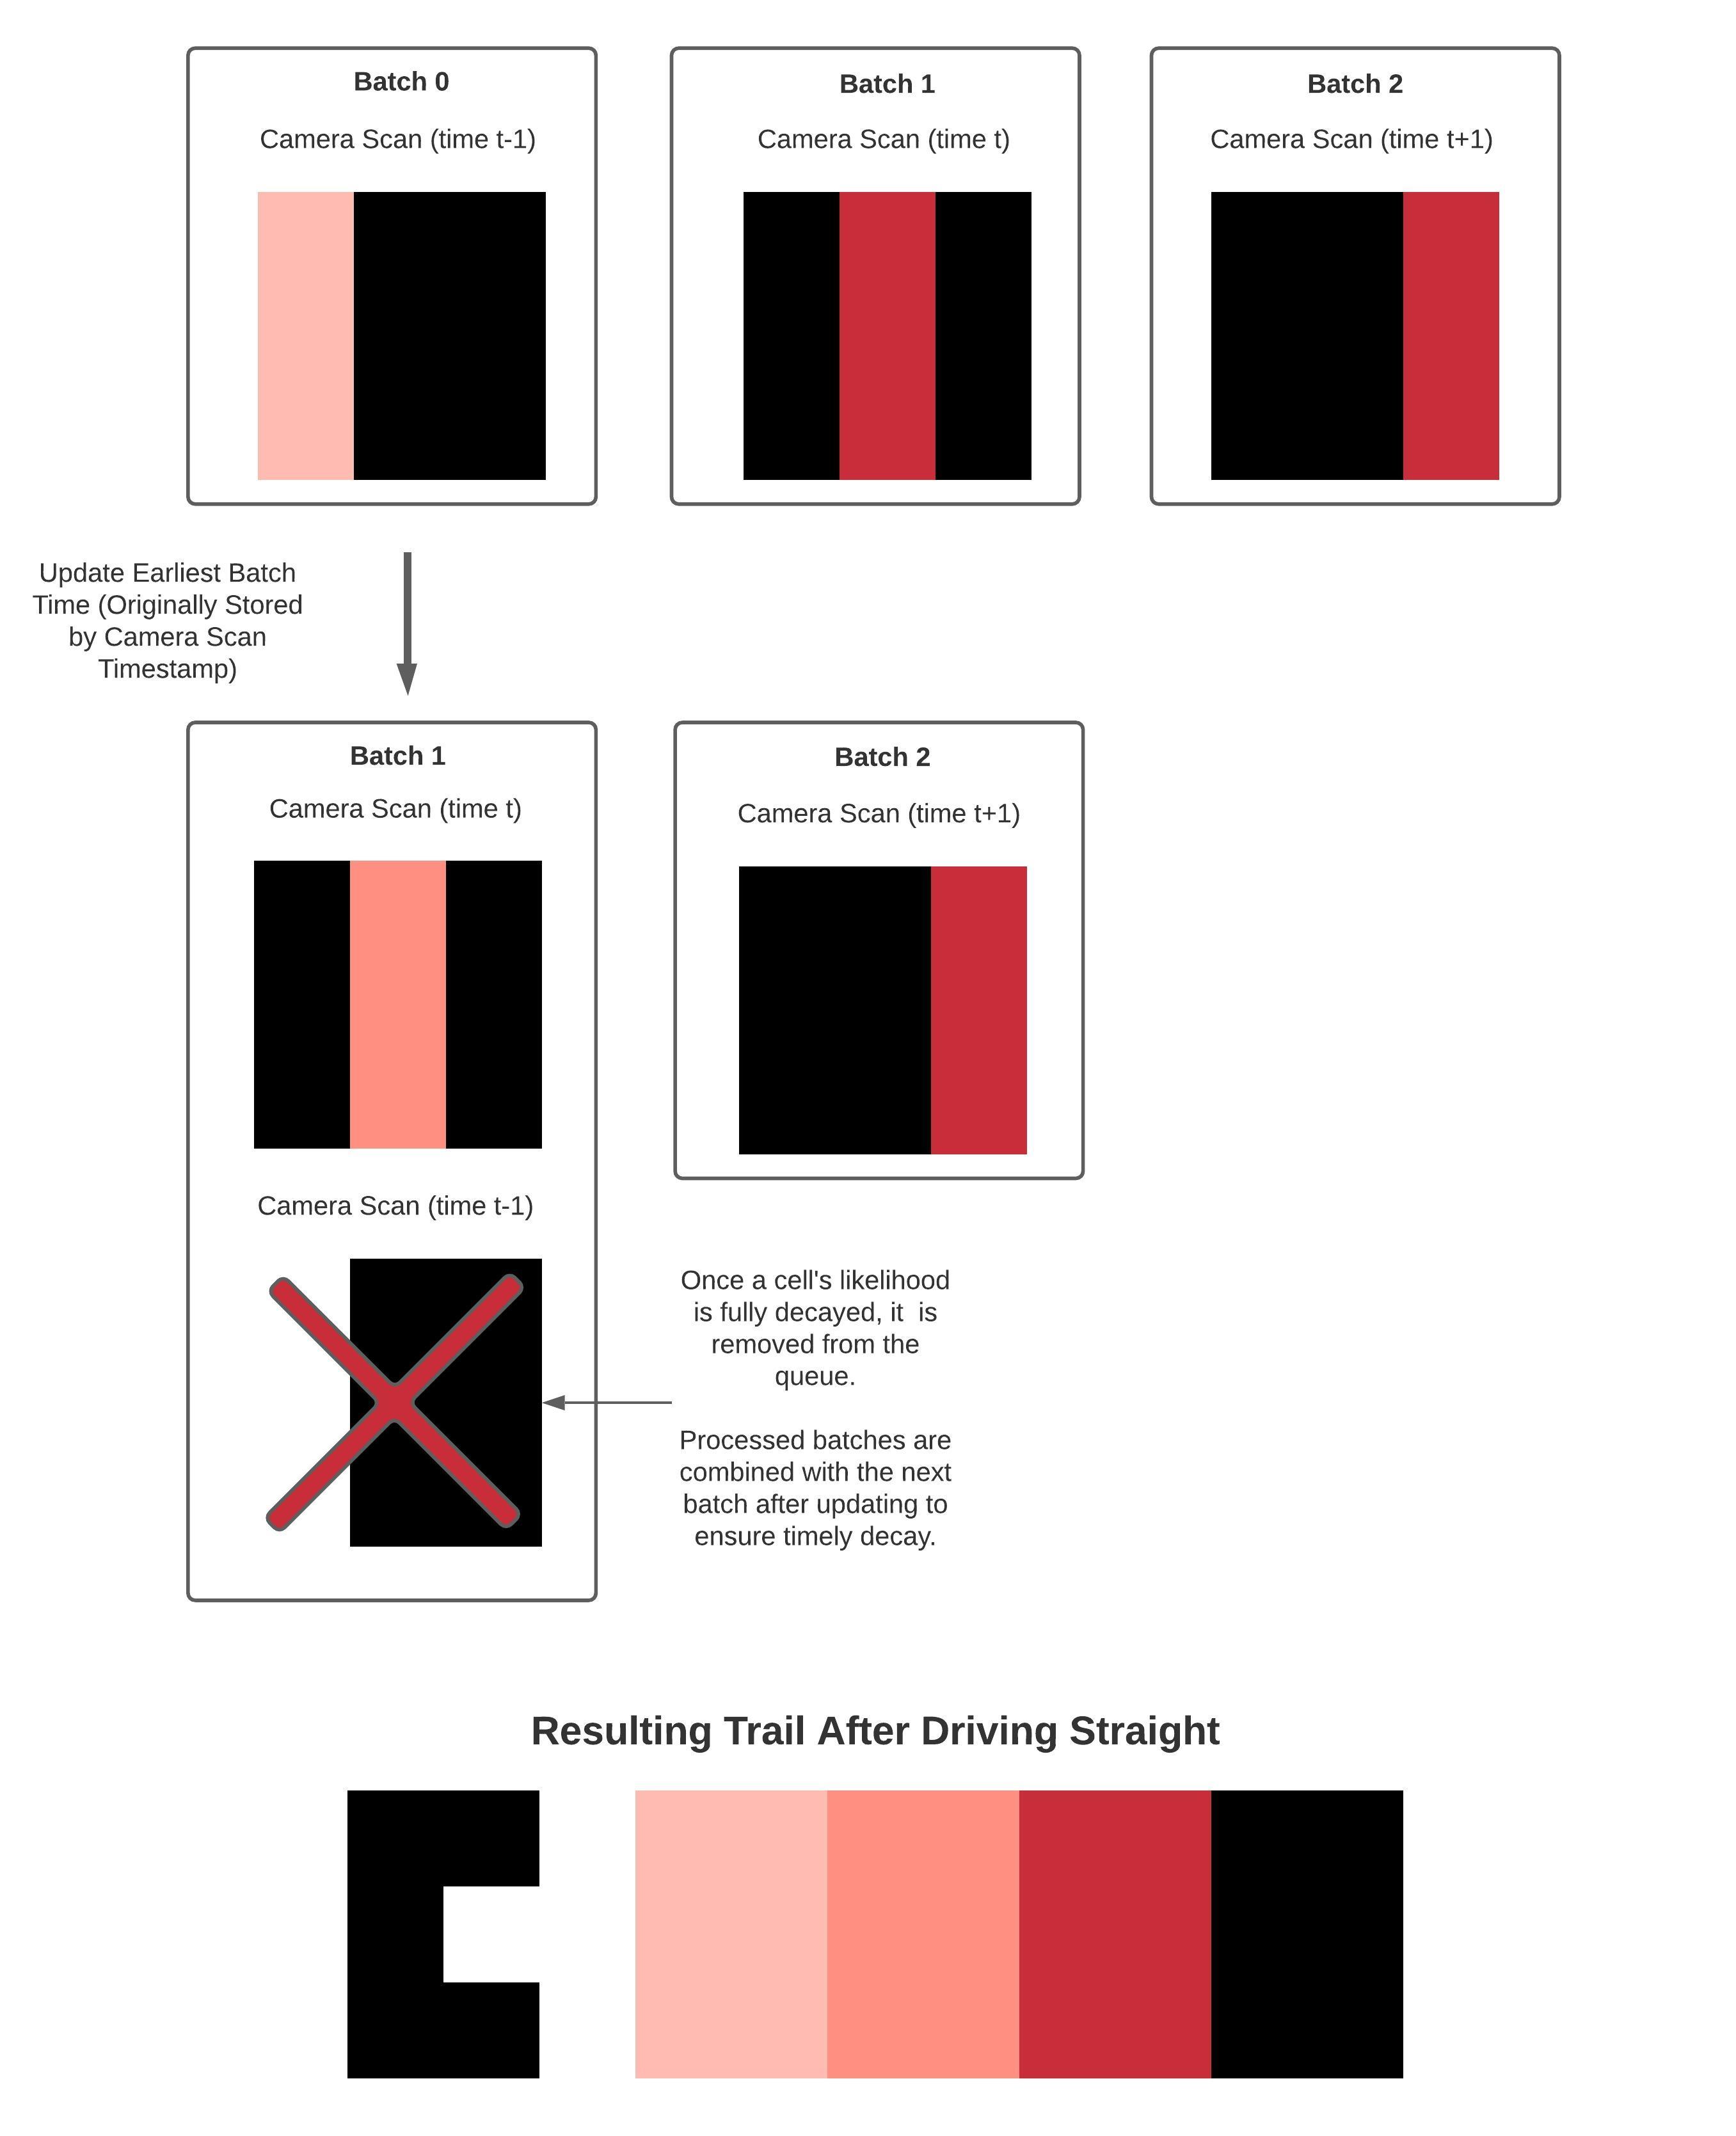 Batch 0
Camera Scan (time t-1)
Batch 1
Camera Scan (time t)
Batch 2
Camera Scan (time t+1)
Update Earliest Batch
Time (Originally Stored
by Camera Scan
Timestamp)
Batch 1
Camera Scan (time t)
Batch 2
Camera Scan (time t+1)
Camera Scan (time t-1)
Once a cell's likelihood
is fully decayed, it  is
removed from the
queue.
Processed batches are
combined with the next
batch after updating to
ensure timely decay.
Resulting Trail After Driving Straight